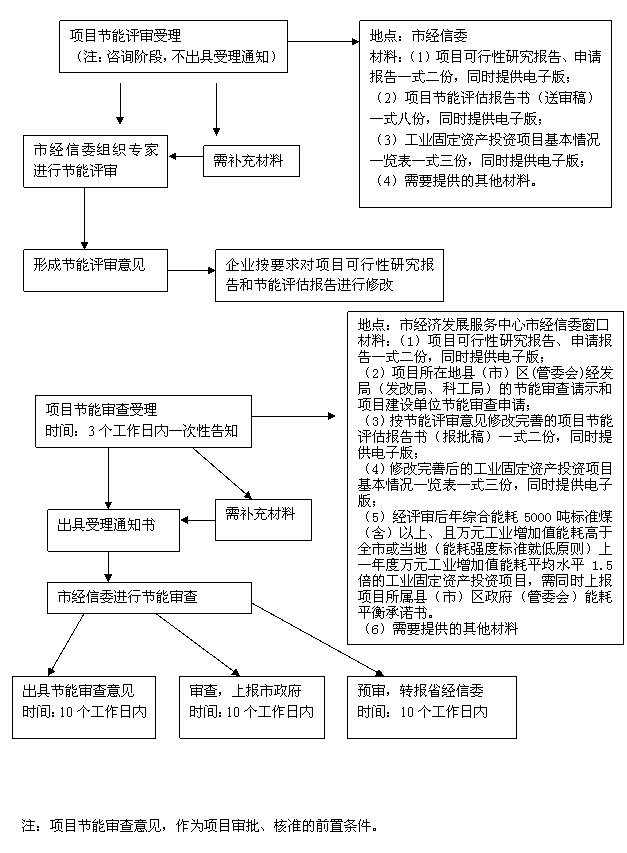 项目节能评审受理
（注：咨询阶段，不出具受理通知）
地点：市经信委
材料：（1）项目可行性研究报告、申请
报告一式二份，同时提供电子版；
（2）项目节能评估报告书（送审稿）
一式八份，同时提供电子版；
（3）工业固定资产投资项目基本情况
一览表一式三份，同时提供电子版；
（4）需要提供的其他材料。
市经信委组织专家
进行节能评审
需补充材料
形成节能评审意见
企业按要求对项目可行性研究报
告和节能评估报告进行修改
地点：市经济发展服务中心市经信委窗口
材料：（1）项目可行性研究报告、申请报
告一式二份，同时提供电子版；
（2）项目所在地县（市）区(管委会)经发
局（发改局、科工局）的节能审查请示和
项目建设单位节能审查申请；
（3）按节能评审意见修改完善的项目节能
评估报告书（报批稿）一式二份，同时提
供电子版；
（4）修改完善后的工业固定资产投资项目
基本情况一览表一式三份，同时提供电子
版；
（5）经评审后年综合能耗 5000 吨标准煤
（含）以上、且万元工业增加值能耗高于
全市或当地（能耗强度标准就低原则）上
一年度万元工业增加值能耗平均水平 1.5
倍的工业固定资产投资项目，需同时上报
项目所属县（市）区政府（管委会）能耗
平衡承诺书。
（6）需要提供的其他材料
项目节能审查受理
时间：3 个工作日内一次性告知
出具受理通知书
需补充材料
市经信委进行节能审查
出具节能审查意见
时间：10 个工作日内
审查，上报市政府
时间：10 个工作日内
预审，转报省经信委
时间：10 个工作日内
注：项目节能审查意见，作为项目审批、核准的前置条件。